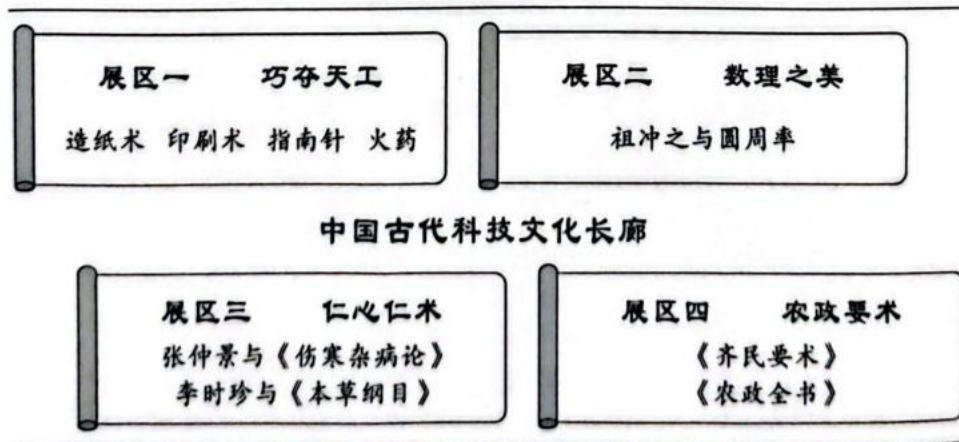 展区一 巧夺天工
造纸术 印刷术 指南针 火药
展区二 数理之美
祖冲之与圆周率
中国古代科技文化长廊
展区三 仁心仁术
张仲景与《伤寒杂病论》
李时珍与《本草纲目》
展区四 农政要术
《齐民要术》
《农政全书》